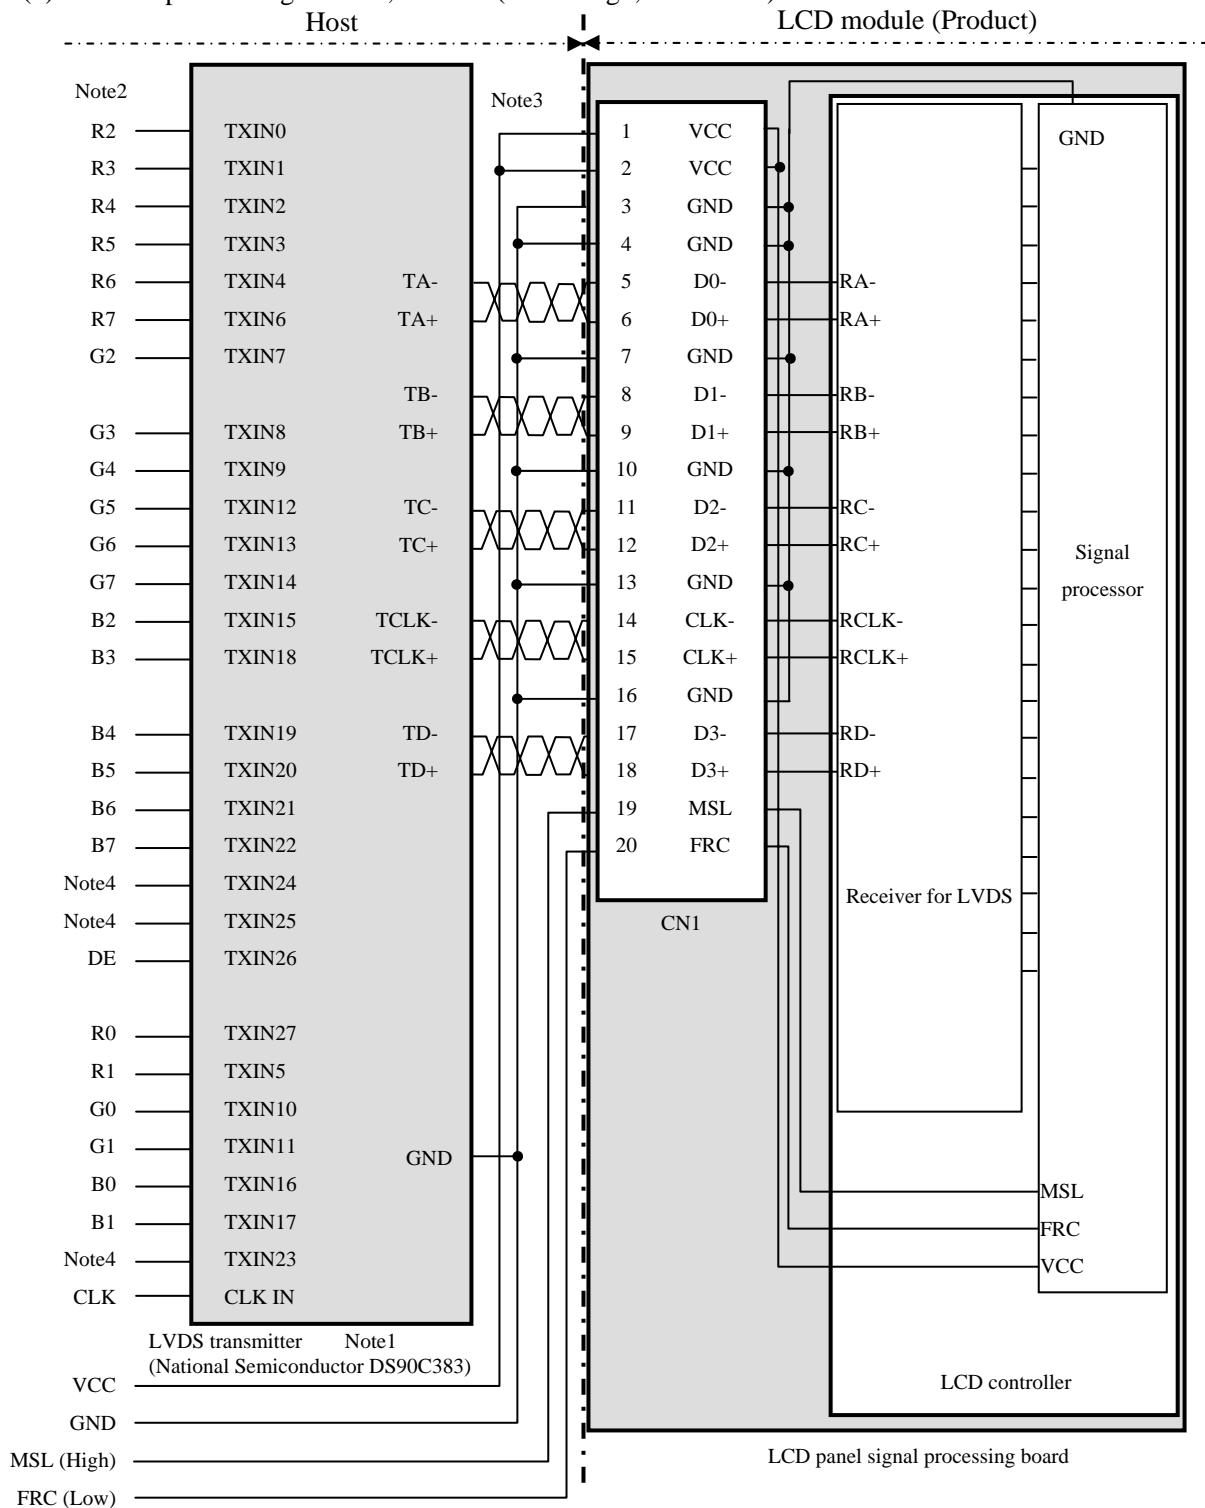 Host
LCD module (Product)
Note2
Note3
R2 TXIN0 1 VCC GND
R3 TXIN1 2 VCC
R4 TXIN2 3 GND
R5 TXIN3 4 GND
R6 TXIN4 TA- 5 D0- RA-
R7 TXIN6 TA+ 6 D0+ RA+
G2 TXIN7 7 GND
TB- 8 D1- RB-
G3 TXIN8 TB+ 9 D1+ RB+
G4 TXIN9 10 GND
G5 TXIN12 TC- 11 D2- RC-
G6 TXIN13 TC+ 12 D2+ RC+
Signal
processor
G7 TXIN14 13 GND
B2 TXIN15 TCLK- 14 CLK- RCLK-
B3 TXIN18 TCLK+ 15 CLK+ RCLK+
16 GND
B4 TXIN19 TD- 17 D3- RD-
B5 TXIN20 TD+ 18 D3+ RD+
B6 TXIN21 19 MSL
B7 TXIN22 20 FRC
Note4 TXIN24
Receiver for LVDS
Note4 TXIN25
CN1
DE TXIN26
R0 TXIN27
R1 TXIN5
G0 TXIN10
G1 TXIN11 GND
B0 TXIN16 MSL
B1 TXIN17 FRC
Note4 TXIN23 VCC
CLK CLK IN
LVDS transmitter Note1
(National Semiconductor DS90C383)
VCC
LCD controller
GND
MSL (High)
LCD panel signal processing board
FRC (Low)